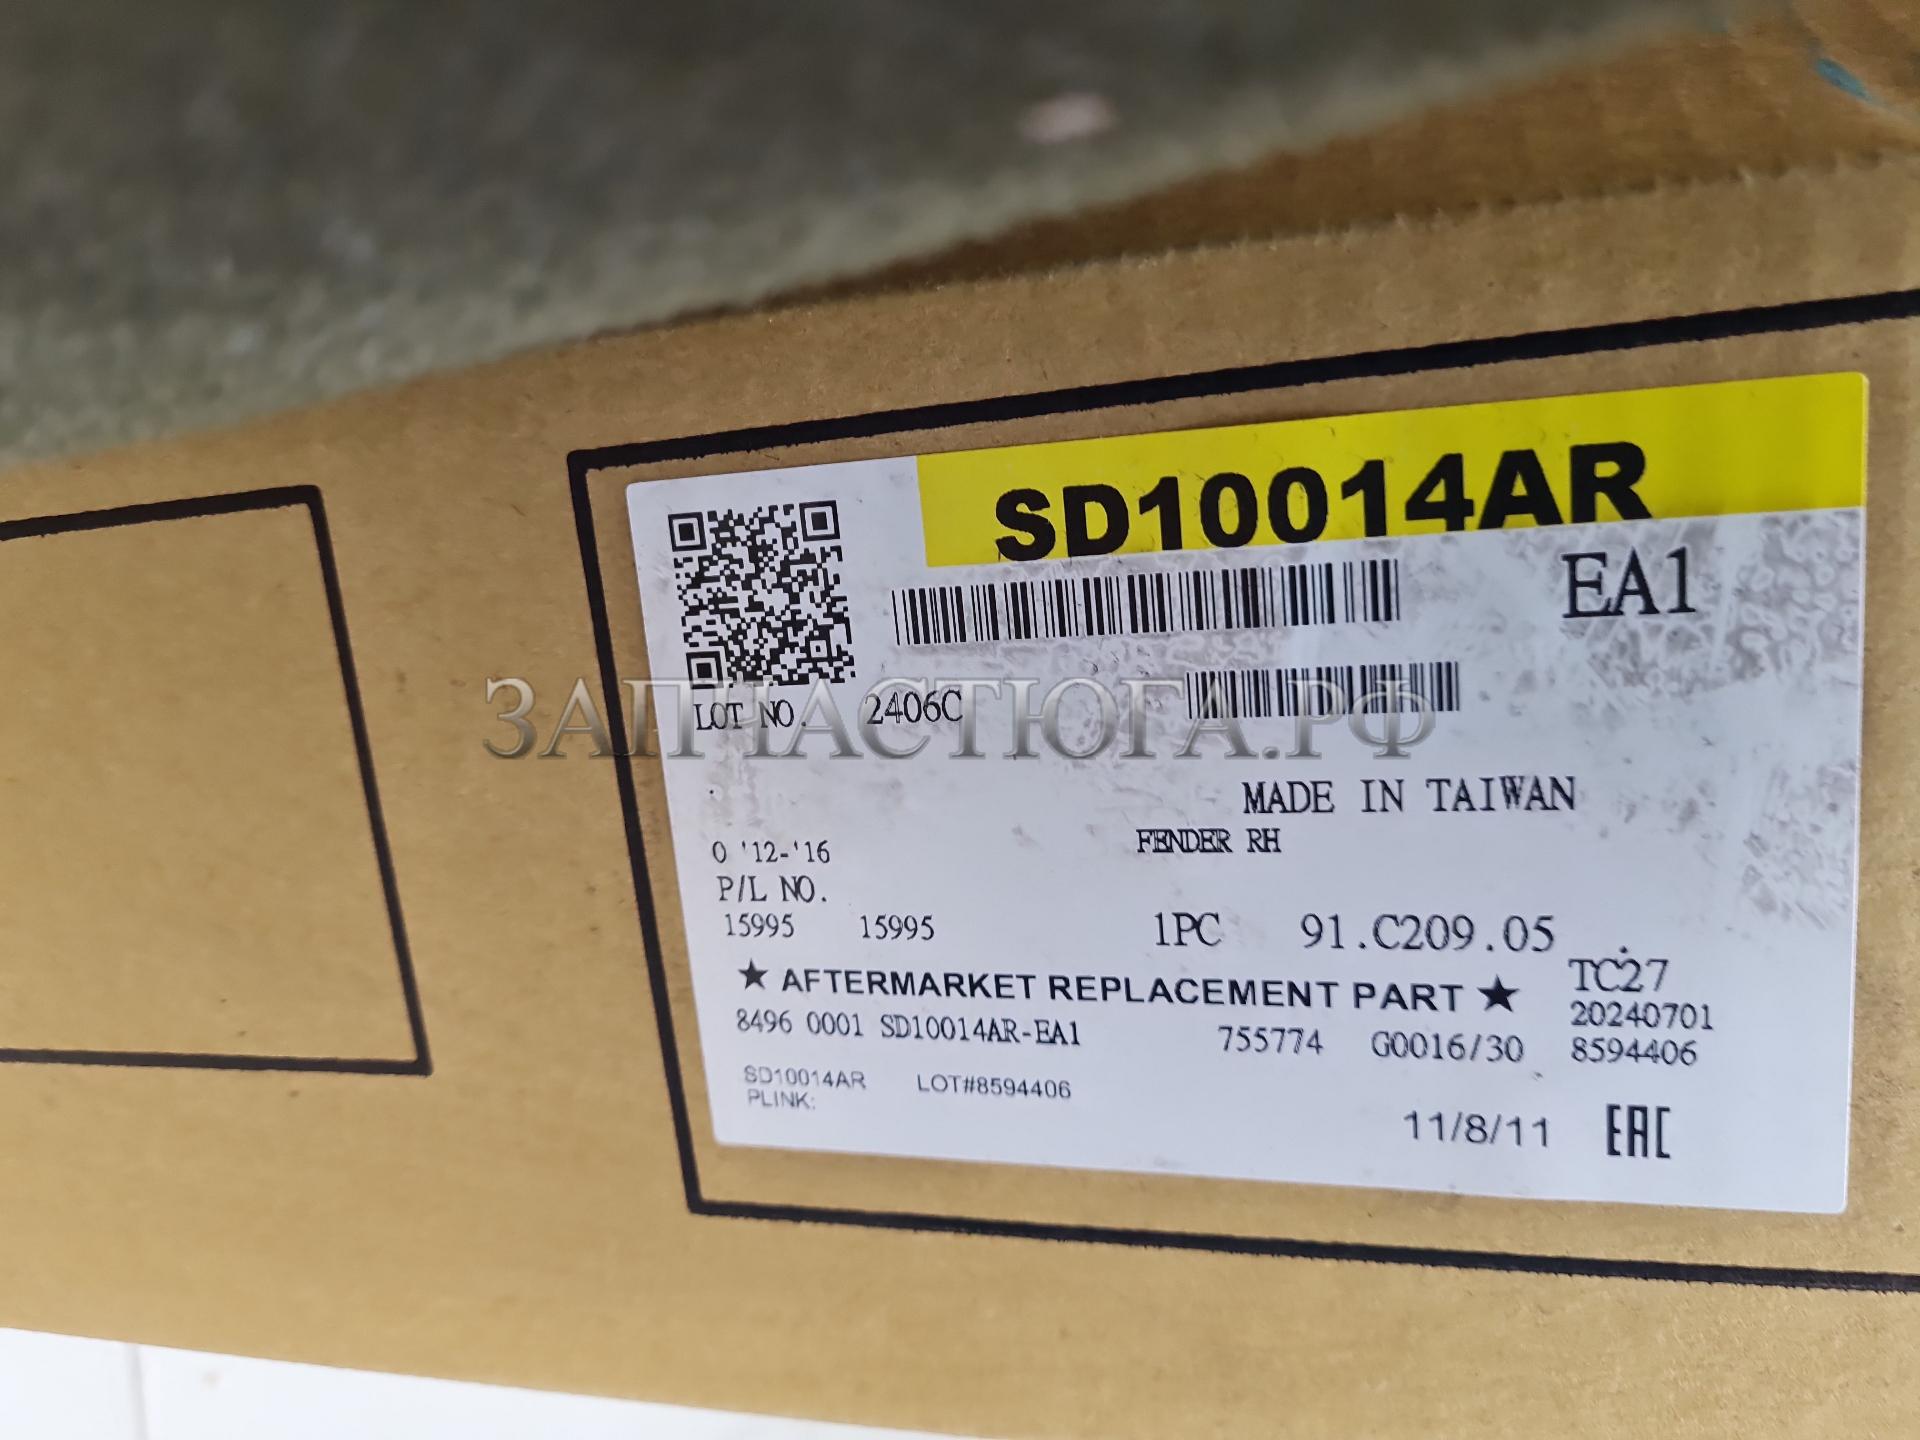 SD10014AR
EA1
LOT NO. 2406C
ЗАПЧАСТЮГА.РФ
MADE IN TAIWAN
O '12-'16 FENDER RH
P/L NO.
15995 15995 1PC 91.C209.05
★ AFTERMARKET REPLACEMENT PART ★ TC27
20240701
8496 0001 SD10014AR-EA1 755774 G0016/30 8594406
SD10014AR LOT#8594406
PLINK:
11/8/11 EAC